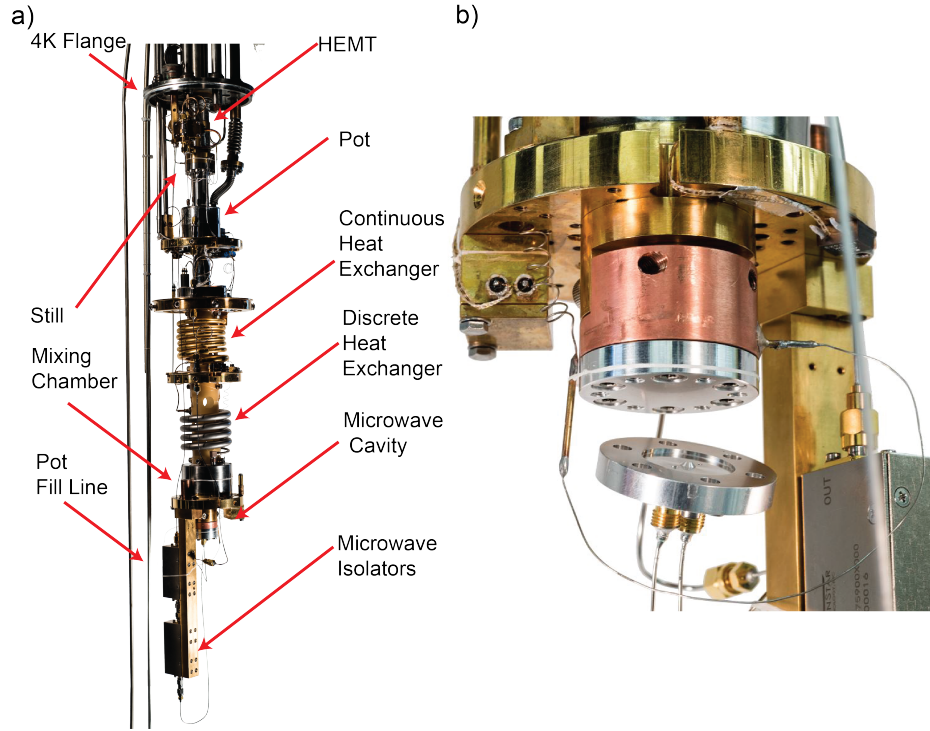 a)
4K Flange
HEMT
Pot
Continuous
Heat
Exchanger
Still
Discrete
Heat
Exchanger
Mixing
Chamber
Microwave
Cavity
Pot
Fill Line
Microwave
Isolators
b)
OUT